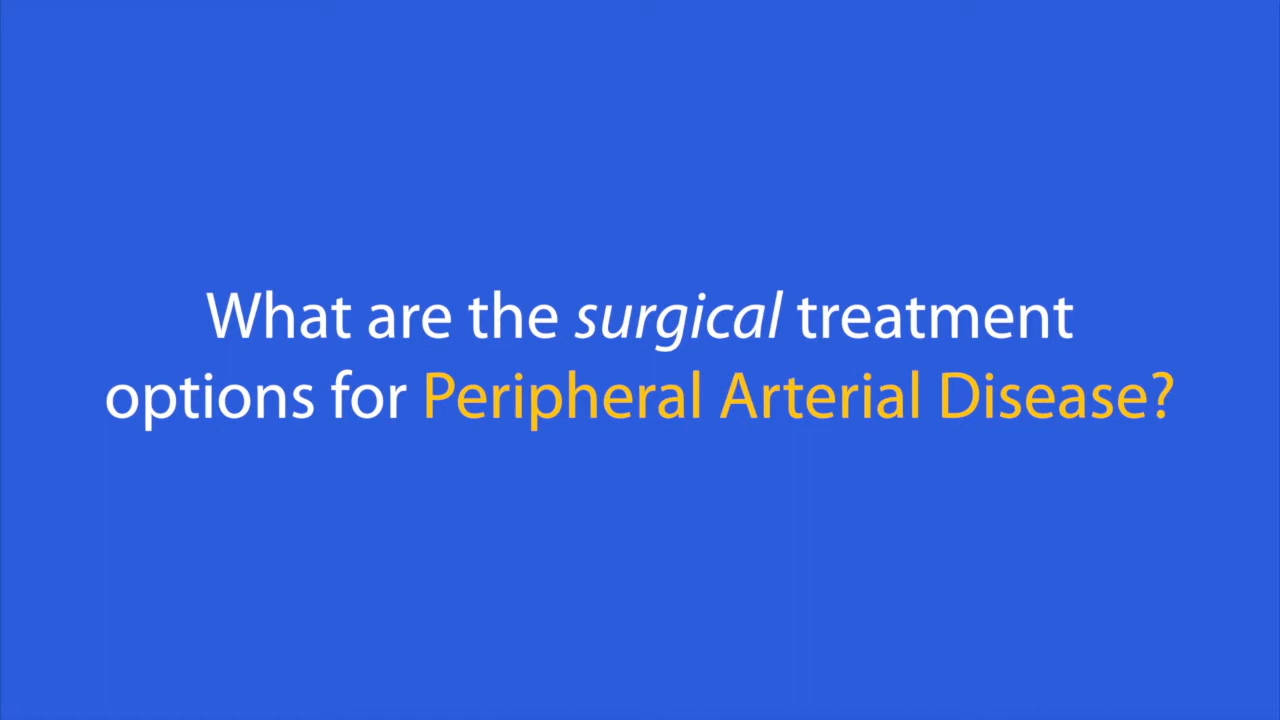 What are the surgical treatment
options for Peripheral Arterial Disease?